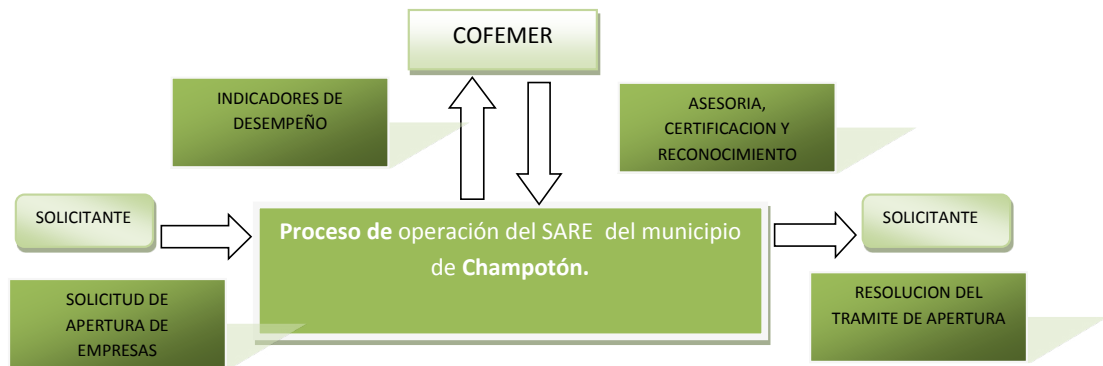 COFEMER
INDICADORES DE
DESEMPEÑO
ASESORIA,
CERTIFICACION Y
RECONOCIMIENTO
SOLICITANTE
Proceso de operación del SARE del municipio
de Champotón.
SOLICITANTE
SOLICITUD DE
APERTURA DE
EMPRESAS
RESOLUCION DEL
TRAMITE DE APERTURA